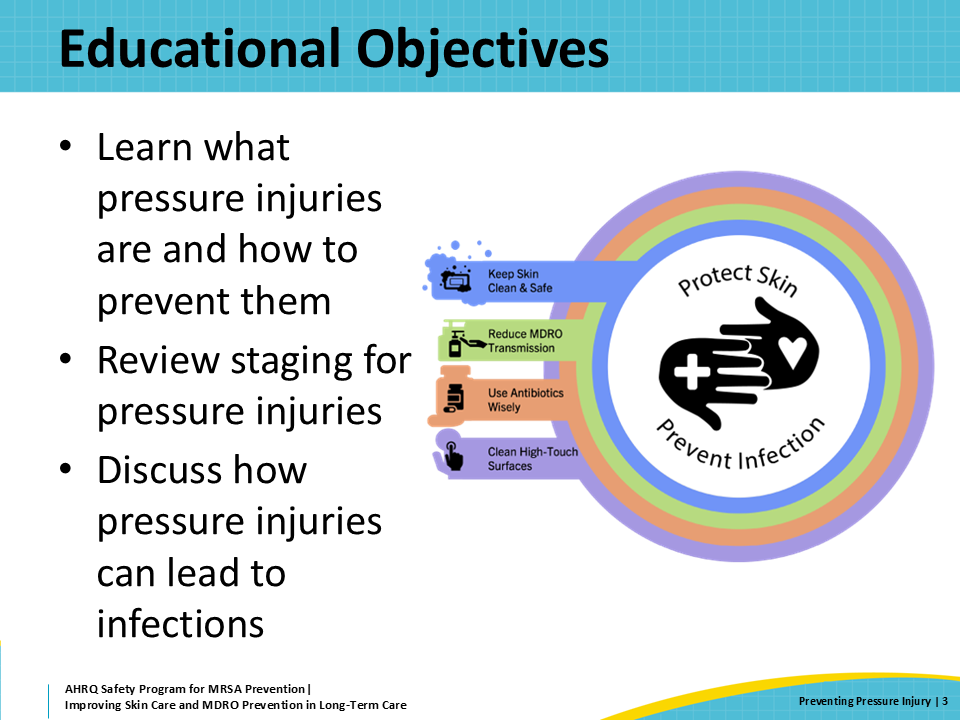 Educational Objectives
• Learn what
pressure injuries
are and how to
prevent them
• Review staging for
pressure injuries
• Discuss how
pressure injuries
can lead to
infections
Keep Skin
Clean & Safe
Reduce MDRO
Transmission
Use Antibiotics
Wisely
Clean High-Touch
Surfaces
Protect Skin
Prevent Infection
AHRQ Safety Program for MRSA Prevention|
Improving Skin Care and MDRO Prevention in Long-Term Care
Preventing Pressure Injury | 3